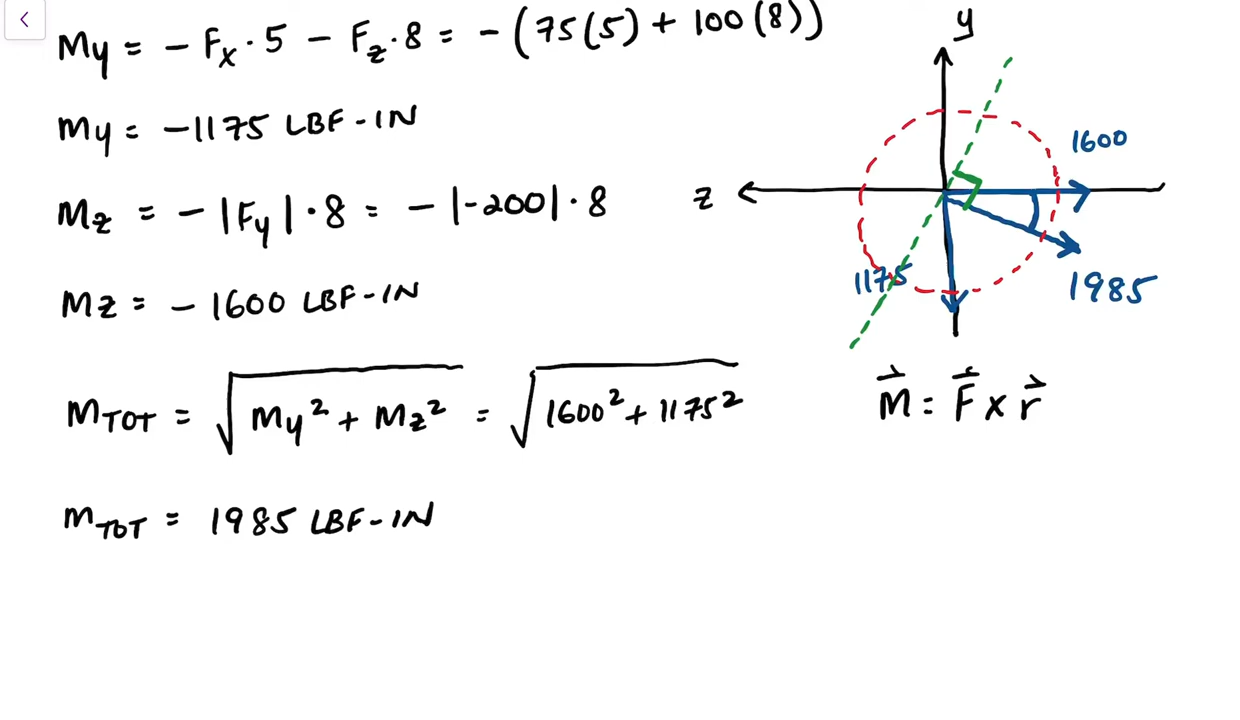 My = - Fx · 5 - Fz · 8 = - (75(5) + 100(8))
y
My = -1175 LBF-IN
1600
Mz = - |Fy| · 8 = - |-200| · 8
z
1175
1985
Mz = - 1600 LBF-IN
MTOT = √My² + Mz² = √1600² + 1175²
M⃗ = F⃗ x r⃗
MTOT = 1985 LBF-IN